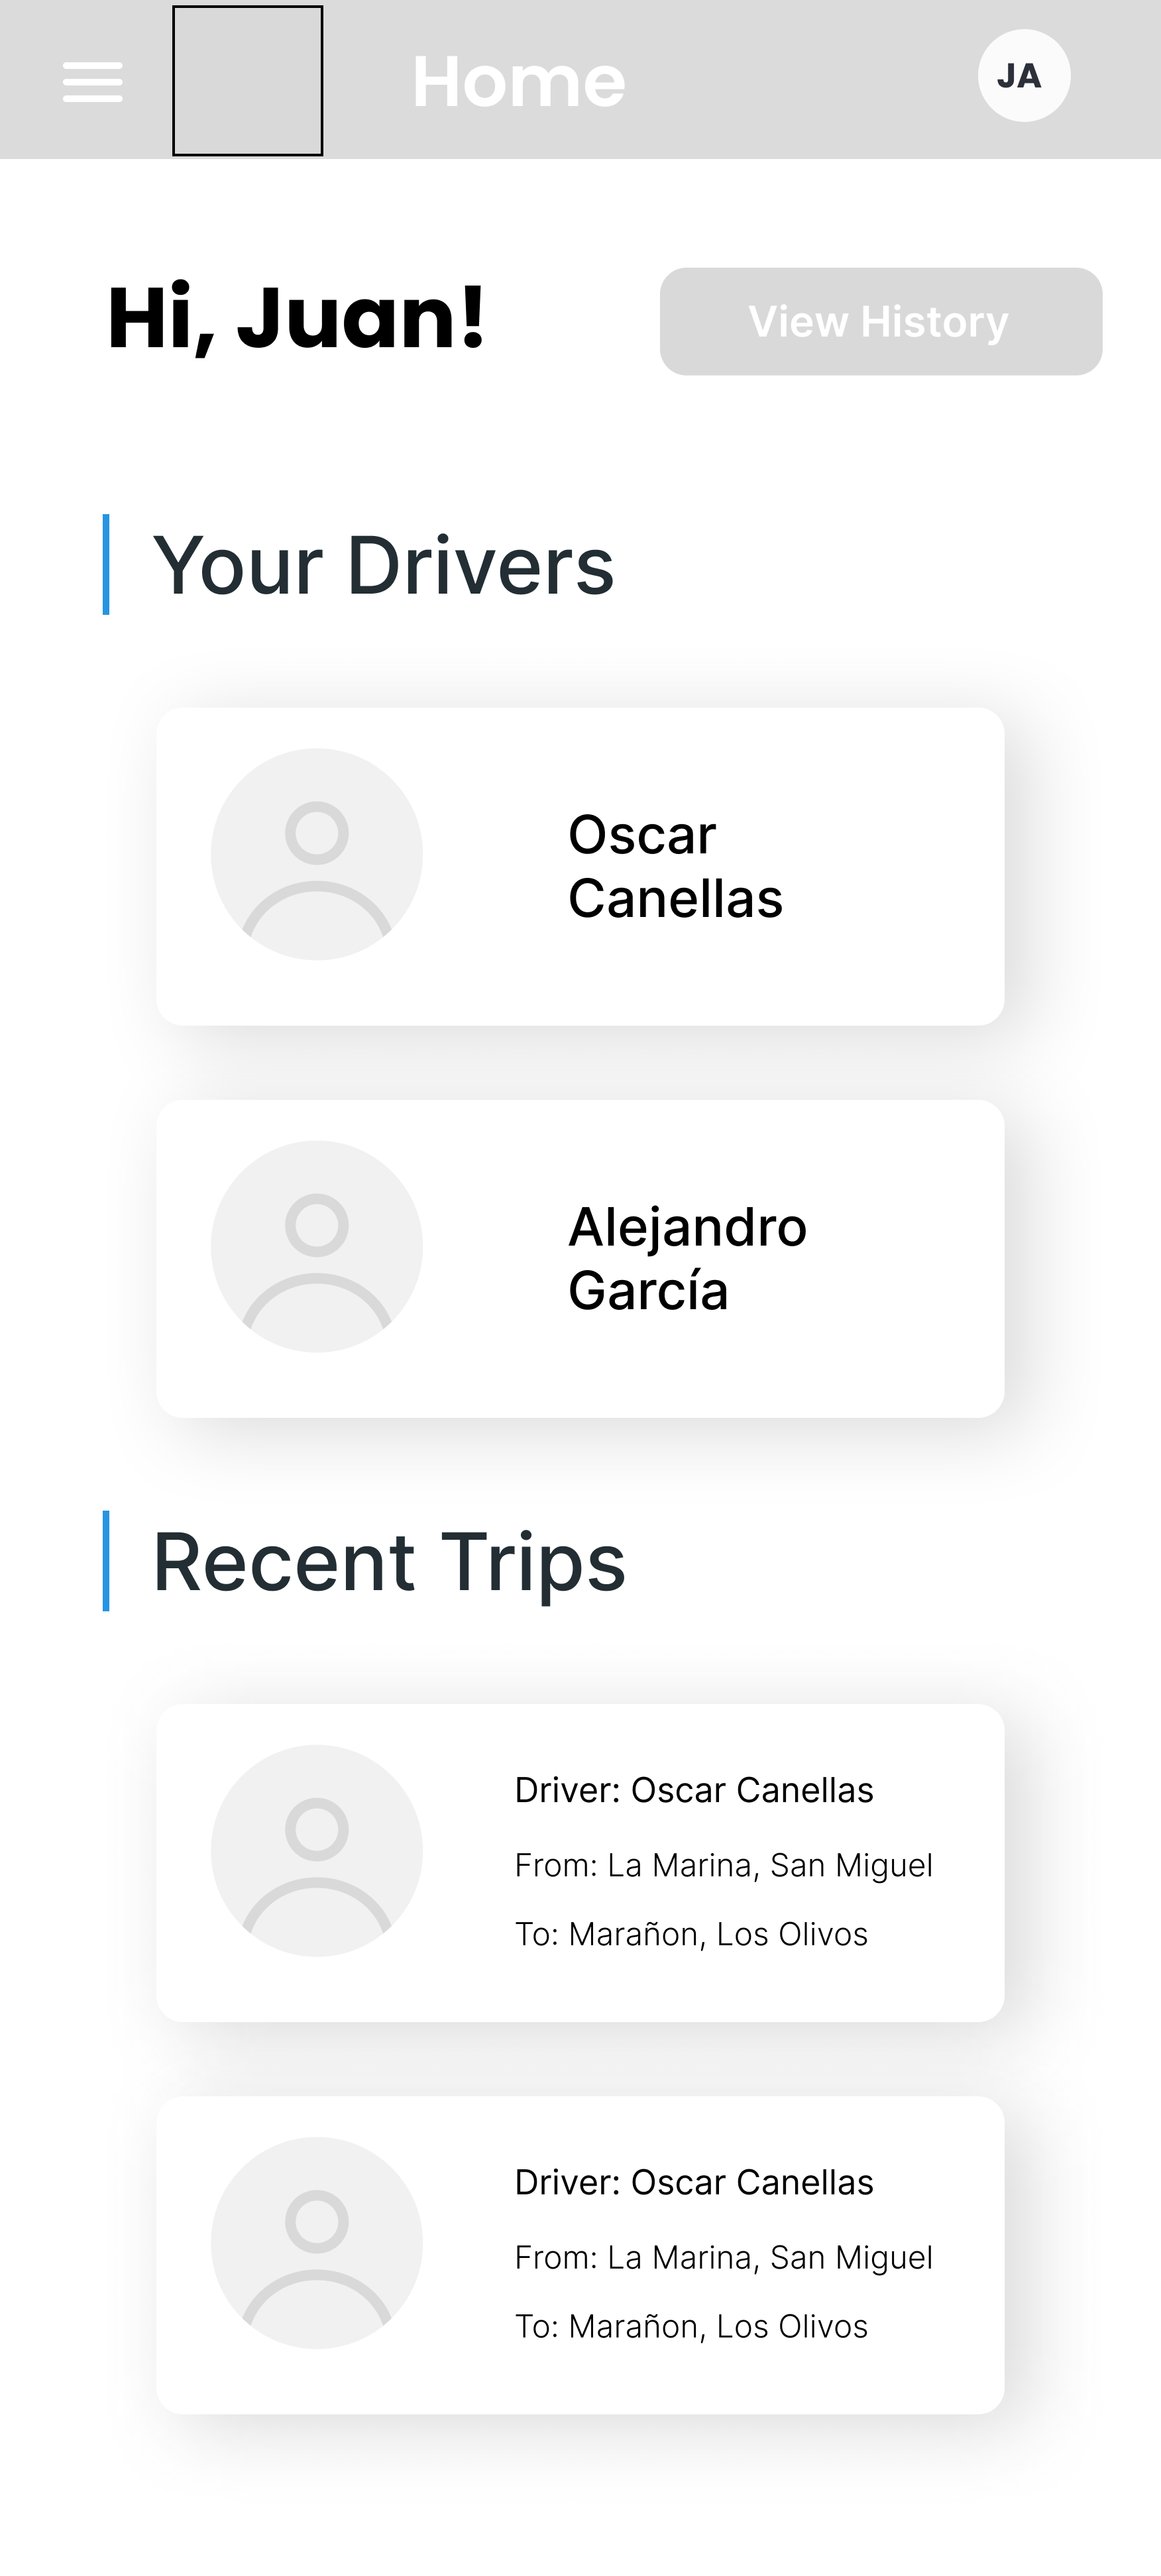 Home
JA
Hi, Juan!
View History
Your Drivers
Oscar
Canellas
Alejandro
García
Recent Trips
Driver: Oscar Canellas
From: La Marina, San Miguel
To: Marañon, Los Olivos
Driver: Oscar Canellas
From: La Marina, San Miguel
To: Marañon, Los Olivos